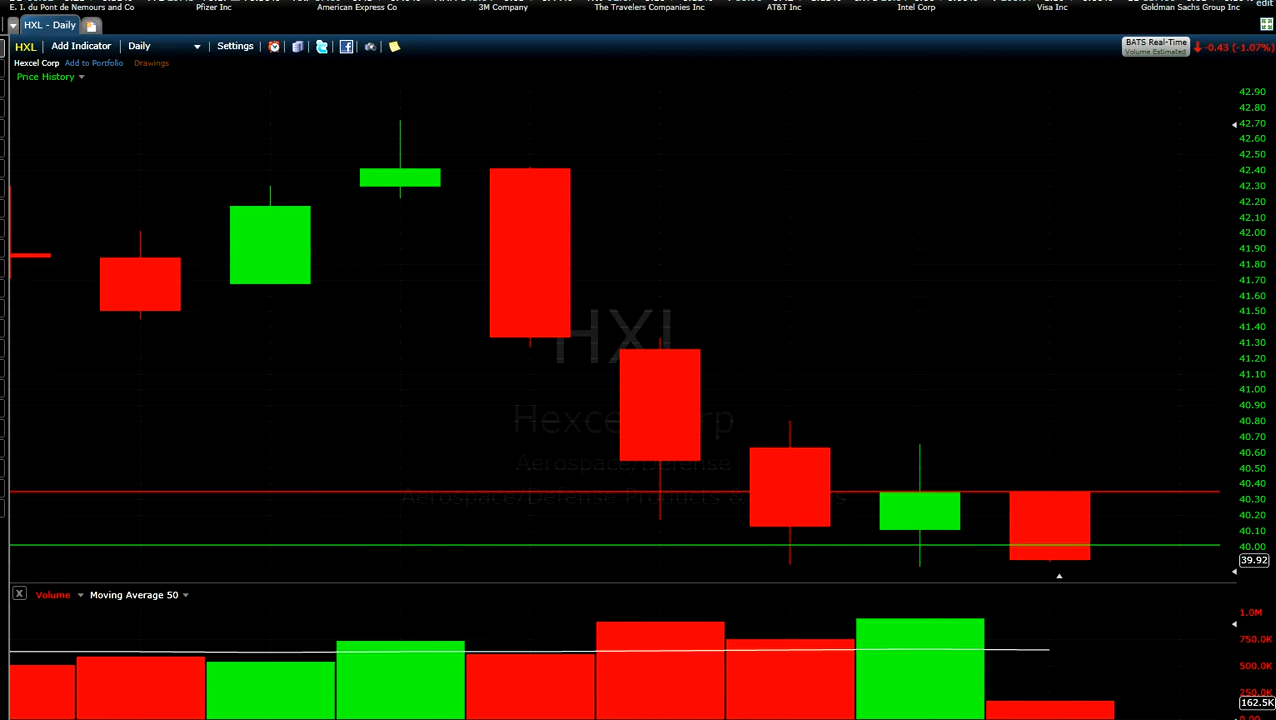 E. I. du Pont de Nemours and Co Pfizer Inc American Express Co 3M Company The Travelers Companies Inc AT&T Inc Intel Corp Visa Inc Goldman Sachs Group Inc edit
HXL - Daily
HXL Add Indicator Daily Settings BATS Real-Time -0.43 (-1.07%)
Volume Estimated
Hexcel Corp Add to Portfolio Drawings
Price History
42.90
42.80
42.70
42.60
42.50
42.40
42.30
42.20
42.10
42.00
41.90
41.80
41.70
41.60
41.50
41.40
41.30
41.20
41.10
41.00
40.90
40.80
40.70
40.60
40.50
40.40
40.30
40.20
40.10
40.00
39.92
HXL
Hexcel Corp
Aerospace/Defense
Aerospace/Defense Products &
X Volume Moving Average 50
1.0M
750.0K
500.0K
250.0K
162.5K
0.00